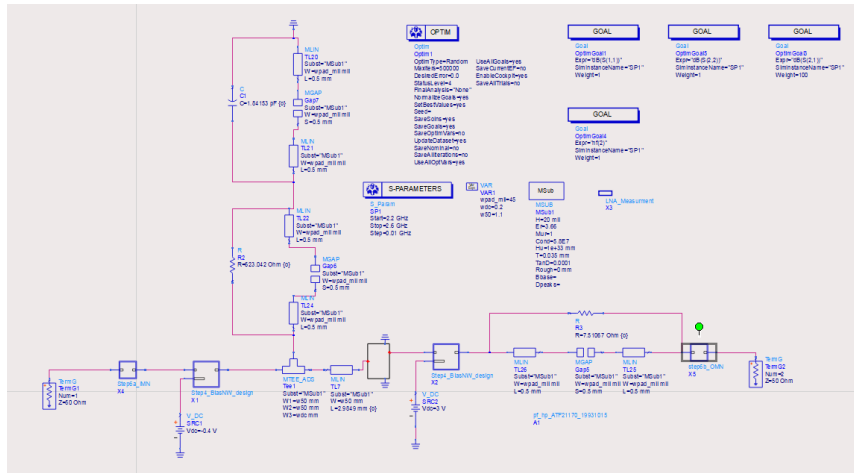 MLIN
TL20
Subst="MSub1"
W=wpad_mil mil
L=0.5 mm
C
C1
C=1.84153 pF {o}
MGAP
Gap7
Subst="MSub1"
W=wpad_mil mil
S=0.5 mm
MLIN
TL21
Subst="MSub1"
W=wpad_mil mil
L=0.5 mm
MLIN
TL22
Subst="MSub1"
W=wpad_mil mil
L=0.5 mm
R
R2
R=623.042 Ohm {o}
MGAP
Gap6
Subst="MSub1"
W=wpad_mil mil
S=0.5 mm
MLIN
TL24
Subst="MSub1"
W=wpad_mil mil
L=0.5 mm
OPTIM
Optim
Optim1
OptimType=Random
MaxIters=500000
DesiredError=0.0
StatusLevel=4
FinalAnalysis="None"
NormalizeGoals=yes
SetBestValues=yes
Seed=
SaveSolns=yes
SaveGoals=yes
SaveOptimVars=no
UpdateDataset=yes
SaveNominal=no
SaveAllIterations=no
UseAllOptVars=yes
UseAllGoals=yes
SaveCurrentEF=no
EnableCockpit=yes
SaveAllTrials=no
GOAL
Goal
OptimGoal1
Expr="dB(S(1,1))"
SimInstanceName="SP1"
Weight=1
GOAL
Goal
Expr="dB(S(2,2))"
SimInstanceName="SP1"
Weight=1
GOAL
Goal
Expr="dB(S(2,1))"
SimInstanceName="SP1"
Weight=100
GOAL
Goal
OptimGoal4
Expr="nf(2)"
SimInstanceName="SP1"
Weight=1
S-PARAMETERS
S_Param
SP1
Start=2.2 GHz
Stop=2.6 GHz
Step=0.01 GHz
VAR
VAR1
wpad_mil=45
wdc=0.2
w50=1.1
MSub
MSUB
MSub1
H=20 mil
Er=3.66
Mur=1
Cond=5.8E7
Hu=1e+33 mm
T=0.035 mm
TanD=0.0001
Rough=0 mm
Bbase=
Dpeaks=
LNA_Measurment
X3
TermG
TermG1
Num=1
Z=50 Ohm
Step5a_IMN
X4
Step4_BiasNW_design
X1
V_DC
SRC1
Vdc=-0.4 V
MTEE_ADS
Tee1
Subst="MSub1"
W1=w50 mm
W2=w50 mm
W3=wdc mm
MLIN
TL7
Subst="MSub1"
W=w50 mm
L=2.9849 mm {o}
Step4_BiasNW_design
X2
V_DC
SRC2
Vdc=3 V
R
R3
R=7.51067 Ohm {o}
MLIN
TL26
Subst="MSub1"
W=wpad_mil mil
L=0.5 mm
MGAP
Subst="MSub1"
W=wpad_mil mil
S=0.5 mm
MLIN
TL25
Subst="MSub1"
W=wpad_mil mil
L=0.5 mm
step5b_OMN
X5
TermG
TermG2
Num=2
Z=50 Ohm
pf_hp_ATF21170_19931015
A1